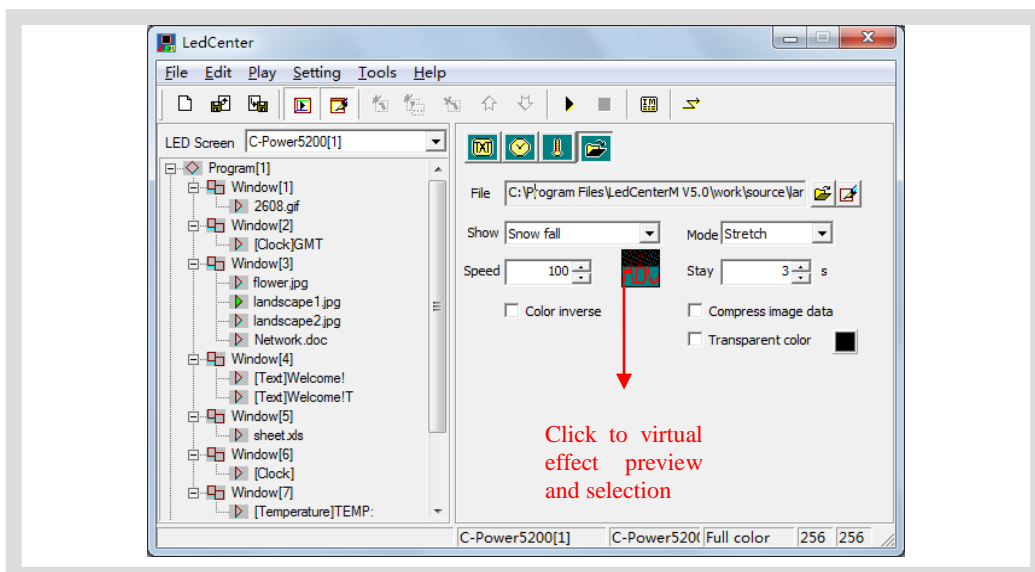 LedCenter
File Edit Play Setting Tools Help
LED Screen C-Power5200[1]
Program[1]
Window[1]
2608.gif
Window[2]
[Clock]GMT
Window[3]
flower.jpg
landscape1.jpg
landscape2.jpg
Network.doc
Window[4]
[Text]Welcome!
[Text]Welcome!T
Window[5]
sheet.xls
Window[6]
[Clock]
Window[7]
[Temperature]TEMP:
TXT
File C:\Program Files\LedCenterM V5.0\work\source\lar
Show Snow fall Mode Stretch
Speed 100 Stay 3 s
Color inverse Compress image data
Transparent color
Click to virtual
effect preview
and selection
C-Power5200[1] C-Power520( Full color 256 256